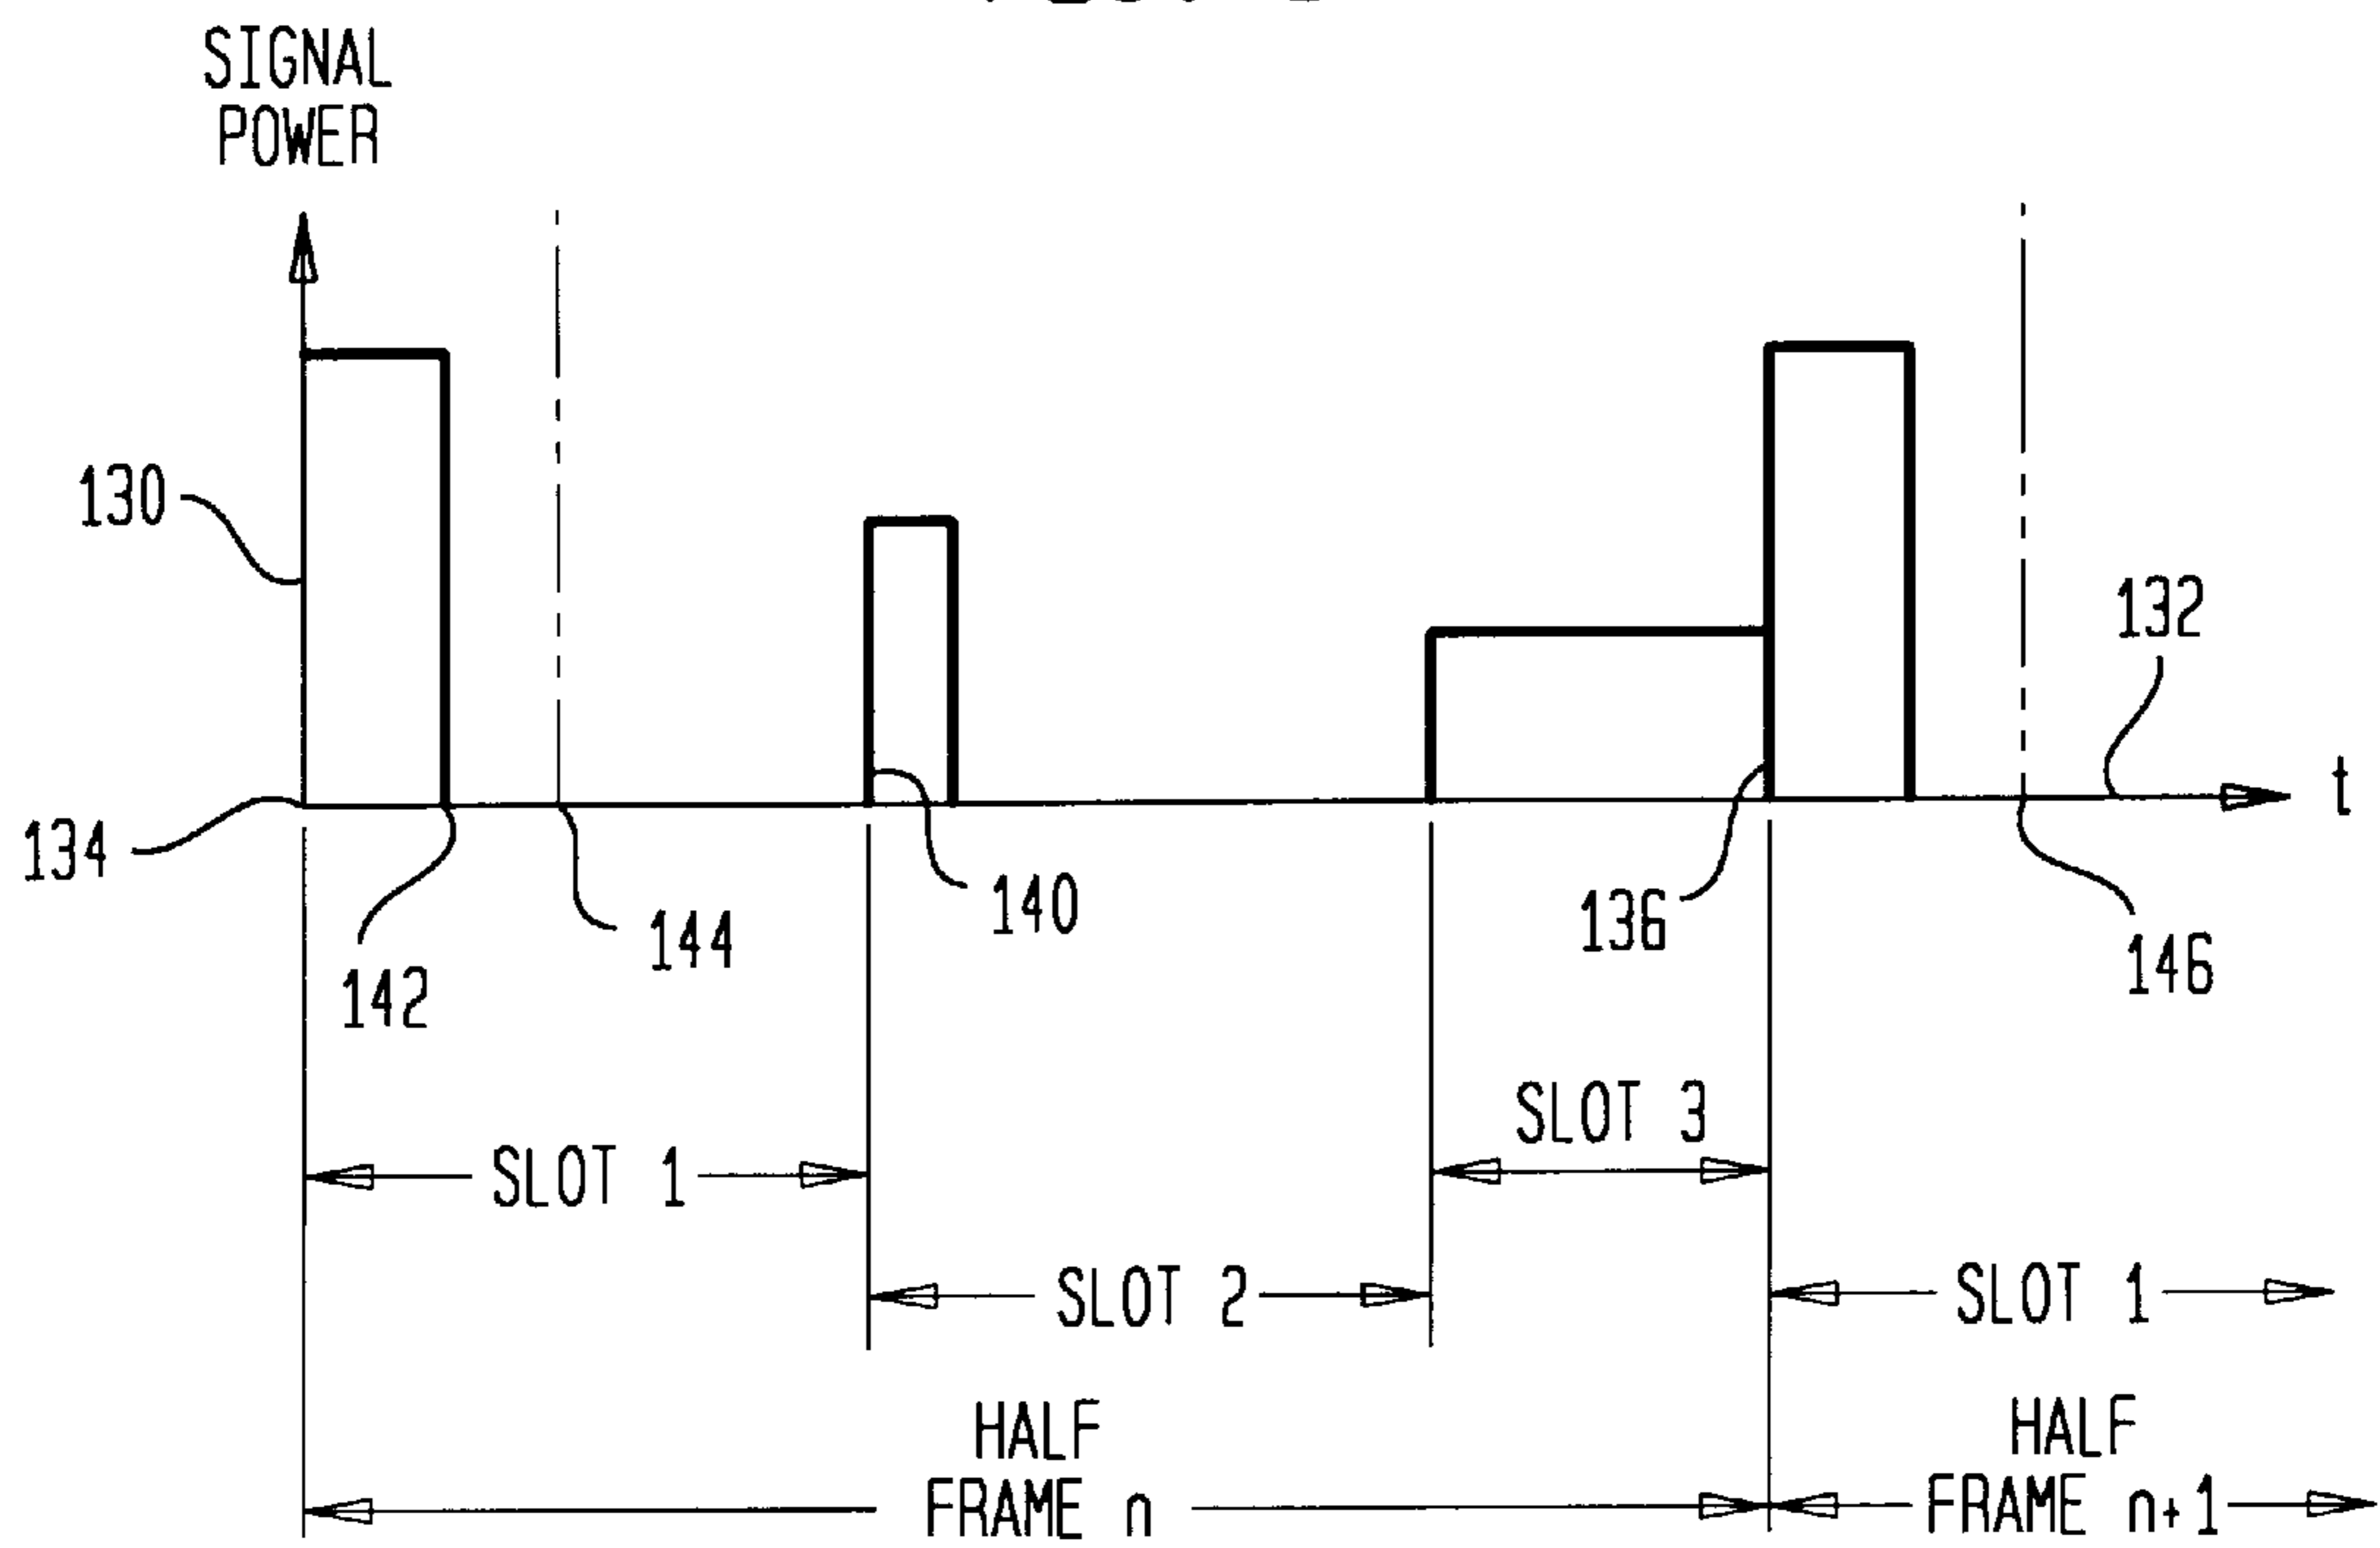 SIGNAL
POWER
130
132
t
134
140
136
144
146
142
SLOT 3
SLOT 1
SLOT 2
SLOT 1
HALF
FRAME n
HALF
FRAME n+1